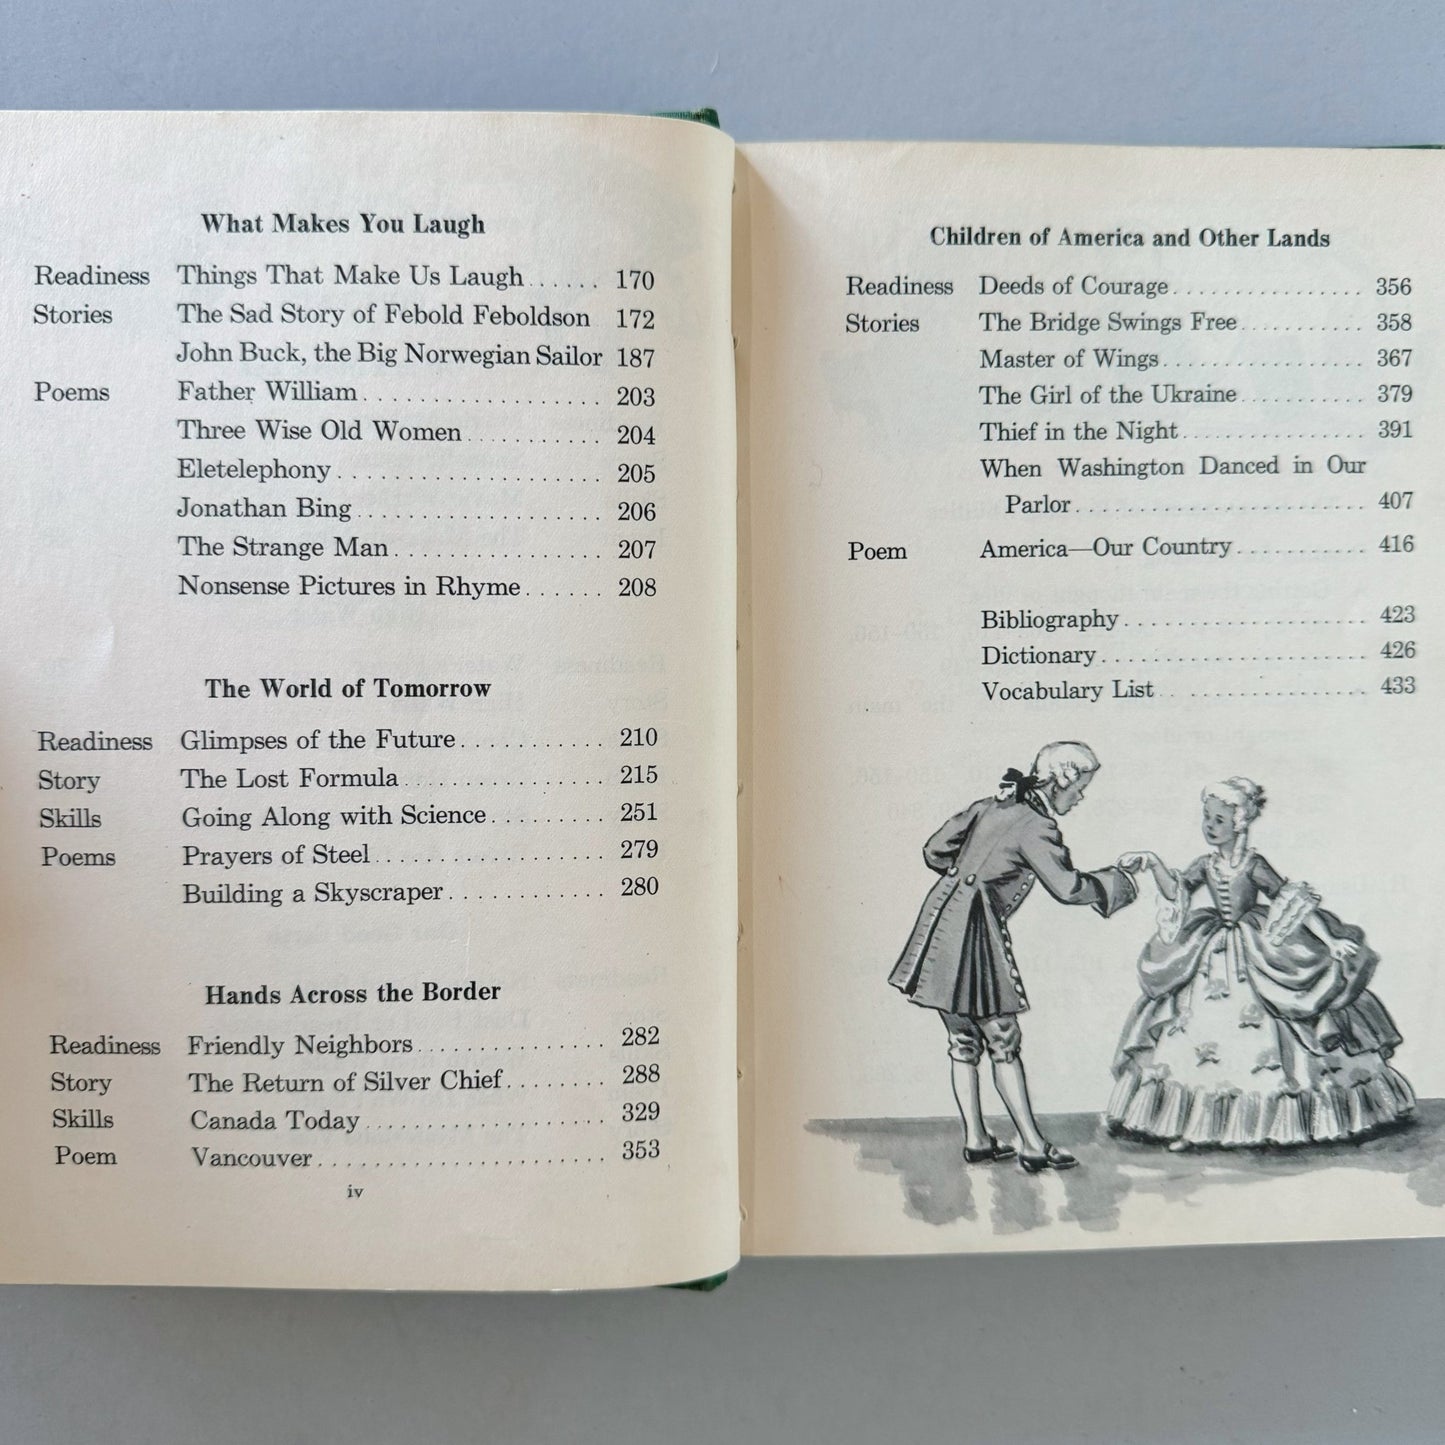 What Makes You Laugh
Readiness Things That Make Us Laugh ...... 170
Stories The Sad Story of Febold Feboldson 172
John Buck, the Big Norwegian Sailor 187
Poems Father William .................. 203
Three Wise Old Women .......... 204
Eletelephony .................... 205
Jonathan Bing .................. 206
The Strange Man ................ 207
Nonsense Pictures in Rhyme ...... 208
The World of Tomorrow
Readiness Glimpses of the Future ........... 210
Story The Lost Formula ............... 215
Skills Going Along with Science ......... 251
Poems Prayers of Steel .................. 279
Building a Skyscraper ............ 280
Hands Across the Border
Readiness Friendly Neighbors ............... 282
Story The Return of Silver Chief ........ 288
Skills Canada Today ................... 329
Poem Vancouver ....................... 353
iv
Children of America and Other Lands
Readiness Deeds of Courage ................ 356
Stories The Bridge Swings Free ........... 358
Master of Wings ................. 367
The Girl of the Ukraine ........... 379
Thief in the Night ................ 391
When Washington Danced in Our
Parlor ........................ 407
Poem America—Our Country ........... 416
Bibliography .................... 423
Dictionary ...................... 426
Vocabulary List ................. 433